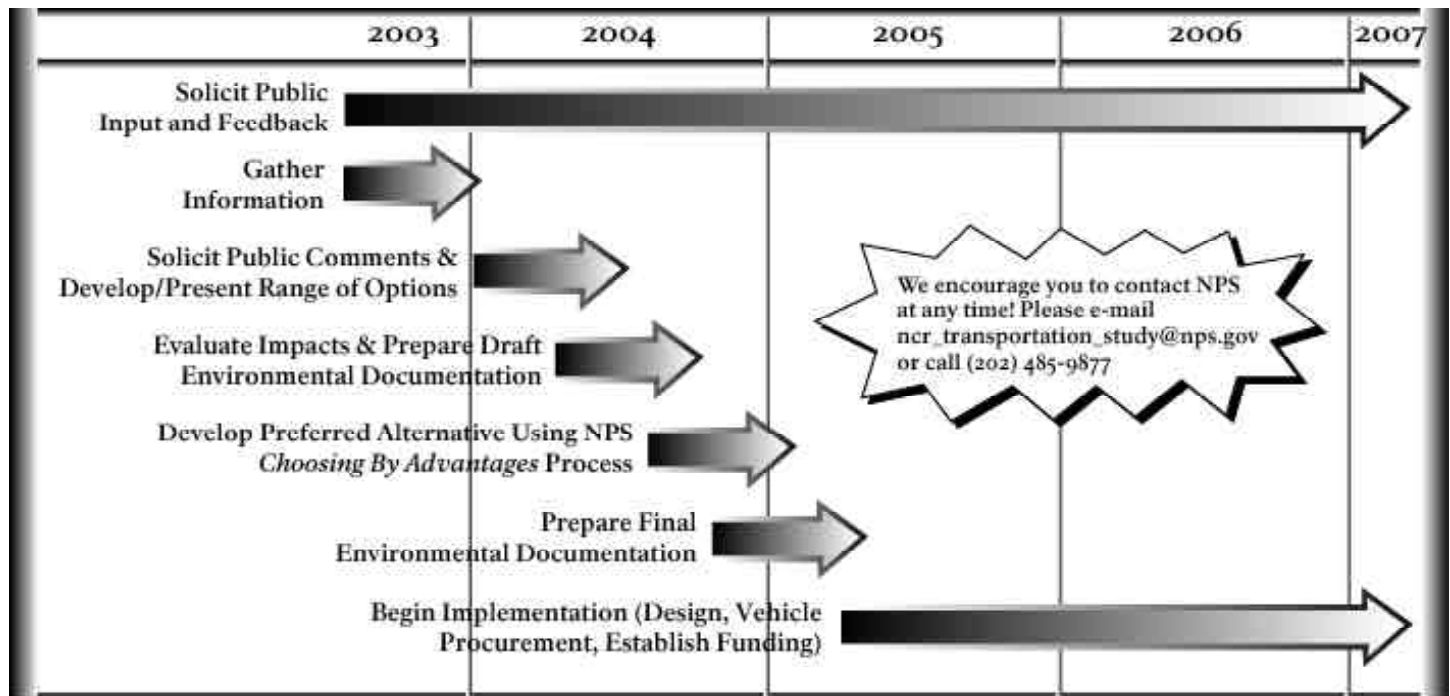 2003 2004 2005 2006 2007
Solicit Public
Input and Feedback
Gather
Information
Solicit Public Comments &
Develop/Present Range of Options
Evaluate Impacts & Prepare Draft
Environmental Documentation
Develop Preferred Alternative Using NPS
Choosing By Advantages Process
Prepare Final
Environmental Documentation
Begin Implementation (Design, Vehicle
Procurement, Establish Funding)
We encourage you to contact NPS
at any time! Please e-mail
ncr_transportation_study@nps.gov
or call (202) 485-9877